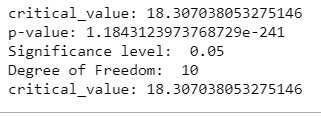 critical_value: 18.307038053275146
p-value: 1.1843123973768729e-241
Significance level:  0.05
Degree of Freedom:  10
critical_value: 18.307038053275146